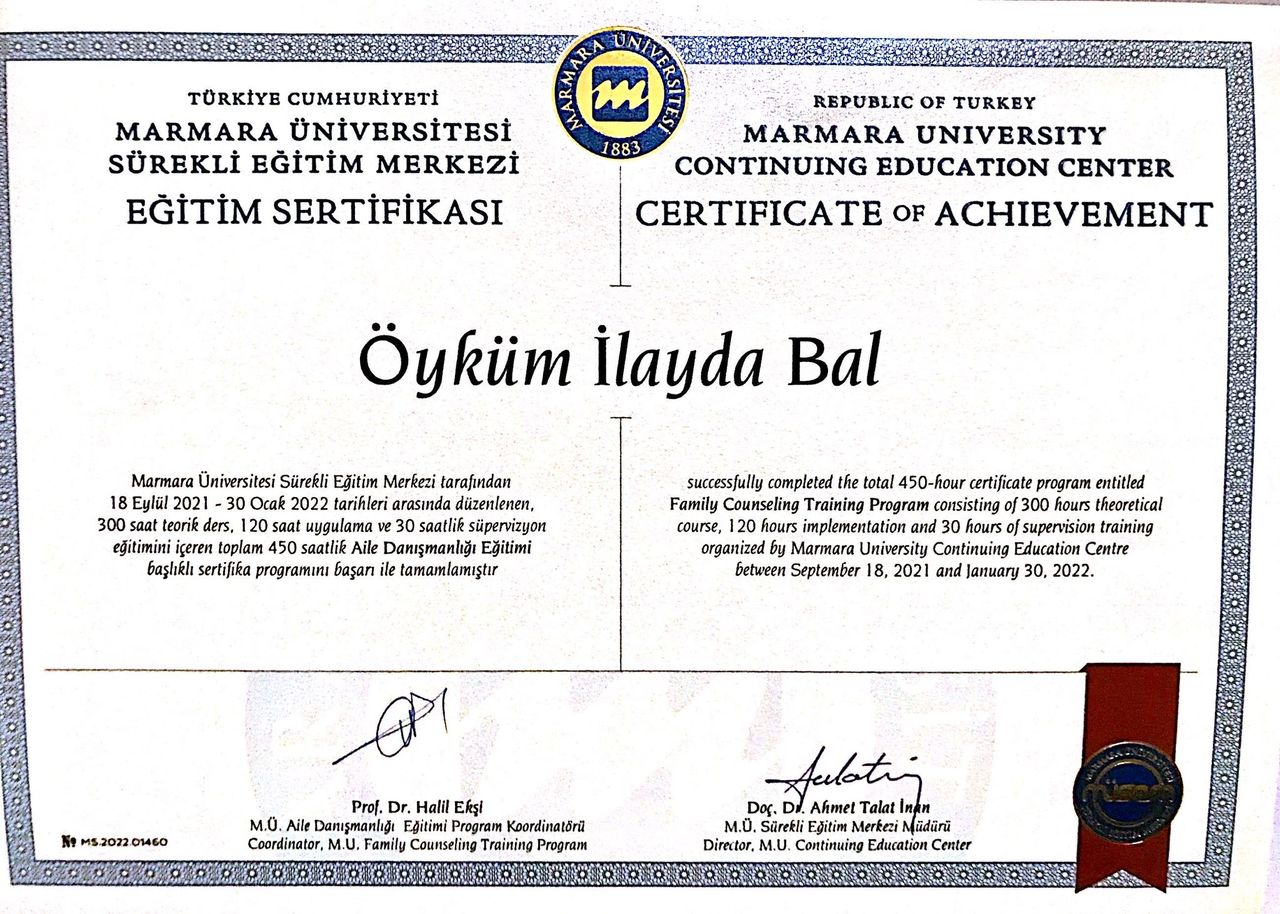 MARMARA ÜNİVERSİTESİ
1883
TÜRKİYE CUMHURİYETİ
MARMARA ÜNİVERSİTESİ
SÜREKLİ EĞİTİM MERKEZİ
EĞİTİM SERTİFİKASI
REPUBLIC OF TURKEY
MARMARA UNIVERSITY
CONTINUING EDUCATION CENTER
CERTIFICATE OF ACHIEVEMENT
Öyküm İlayda Bal
Marmara Üniversitesi Sürekli Eğitim Merkezi tarafından
18 Eylül 2021 - 30 Ocak 2022 tarihleri arasında düzenlenen,
300 saat teorik ders, 120 saat uygulama ve 30 saatlik süpervizyon
eğitimini içeren toplam 450 saatlik Aile Danışmanlığı Eğitimi
başlıklı sertifika programını başarı ile tamamlamıştır
successfully completed the total 450-hour certificate program entitled
Family Counseling Training Program consisting of 300 hours theoretical
course, 120 hours implementation and 30 hours of supervision training
organized by Marmara University Continuing Education Centre
between September 18, 2021 and January 30, 2022.
Prof. Dr. Halil Ekşi
M.Ü. Aile Danışmanlığı Eğitimi Program Koordinatörü
Coordinator, M.U. Family Counseling Training Program
Doç. Dr. Ahmet Talat İnan
M.Ü. Sürekli Eğitim Merkezi Müdürü
Director, M.U. Continuing Education Center
№ MS.2022.01460